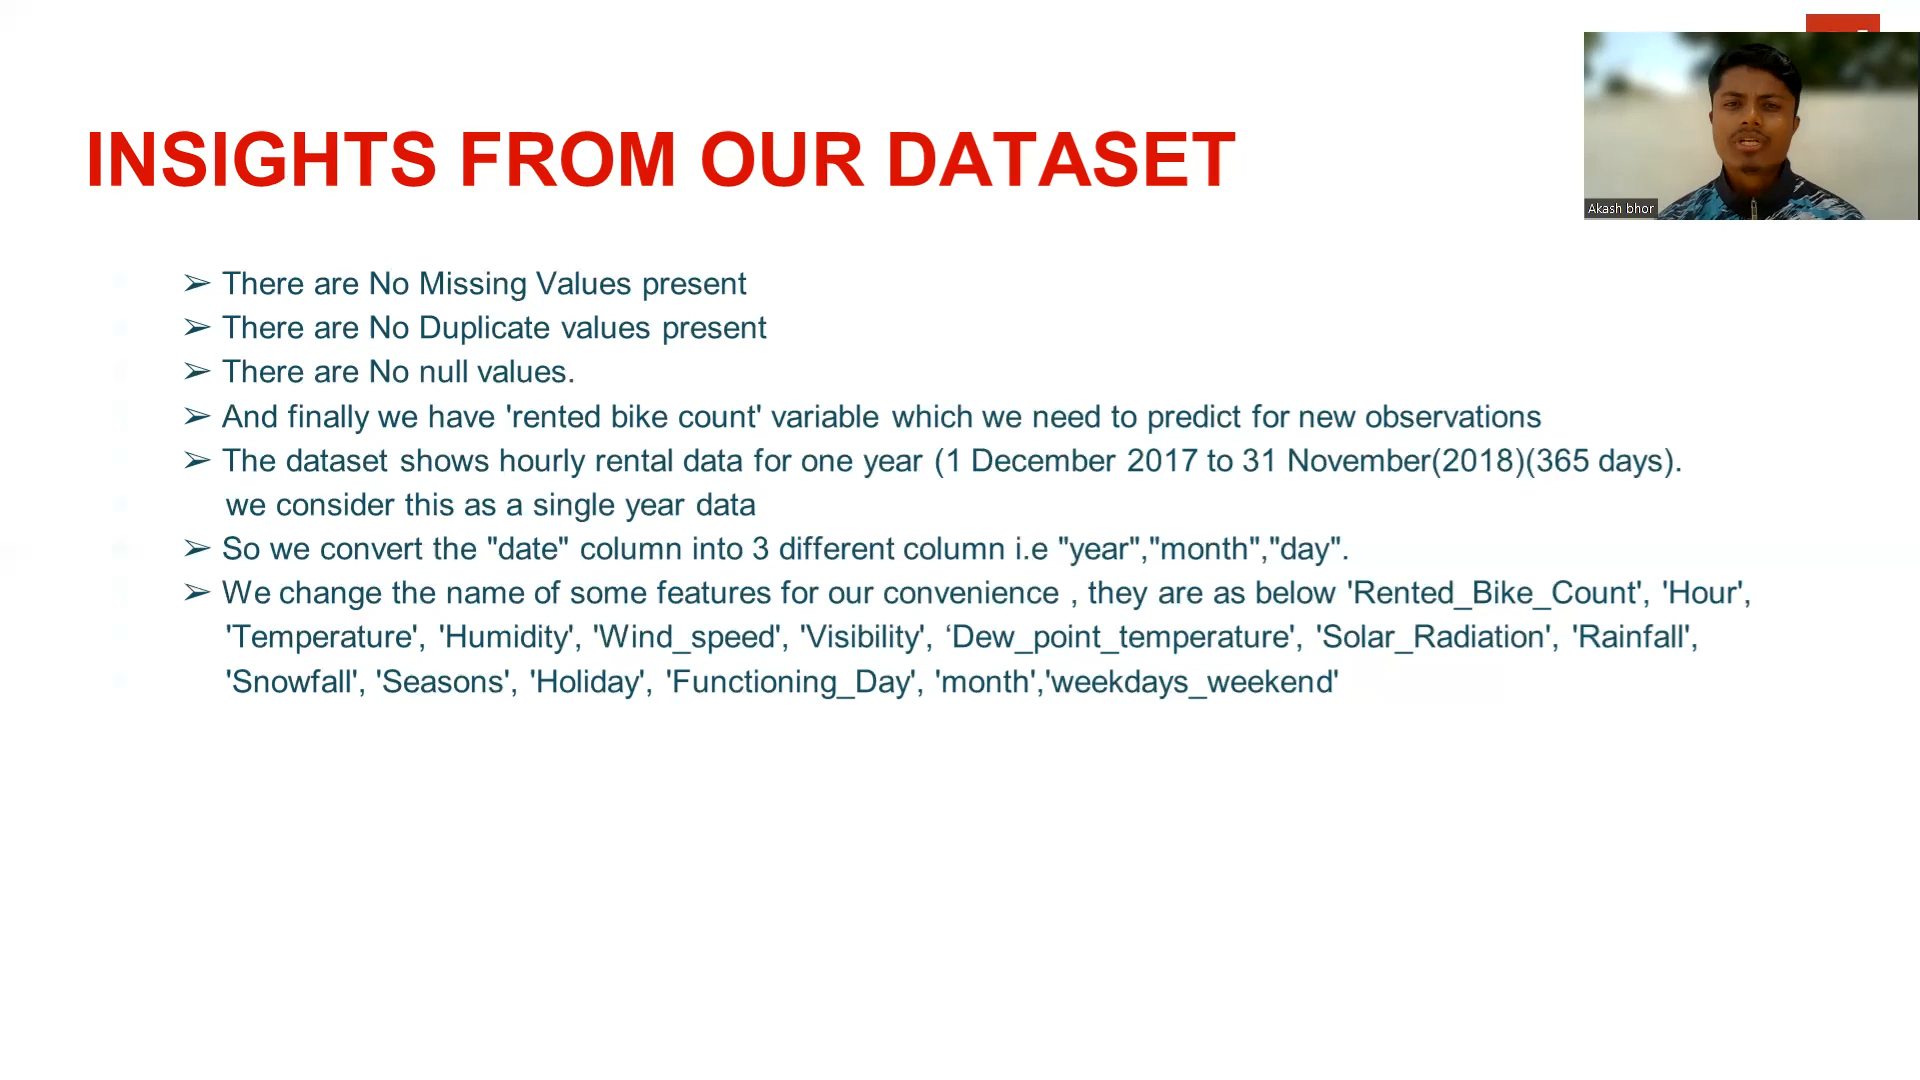 INSIGHTS FROM OUR DATASET
Akash bhor
➢ There are No Missing Values present
➢ There are No Duplicate values present
➢ There are No null values.
➢ And finally we have 'rented bike count' variable which we need to predict for new observations
➢ The dataset shows hourly rental data for one year (1 December 2017 to 31 November(2018)(365 days).
we consider this as a single year data
➢ So we convert the "date" column into 3 different column i.e "year","month","day".
➢ We change the name of some features for our convenience , they are as below 'Rented_Bike_Count', 'Hour',
'Temperature', 'Humidity', 'Wind_speed', 'Visibility', ‘Dew_point_temperature', 'Solar_Radiation', 'Rainfall',
'Snowfall', 'Seasons', 'Holiday', 'Functioning_Day', 'month','weekdays_weekend'